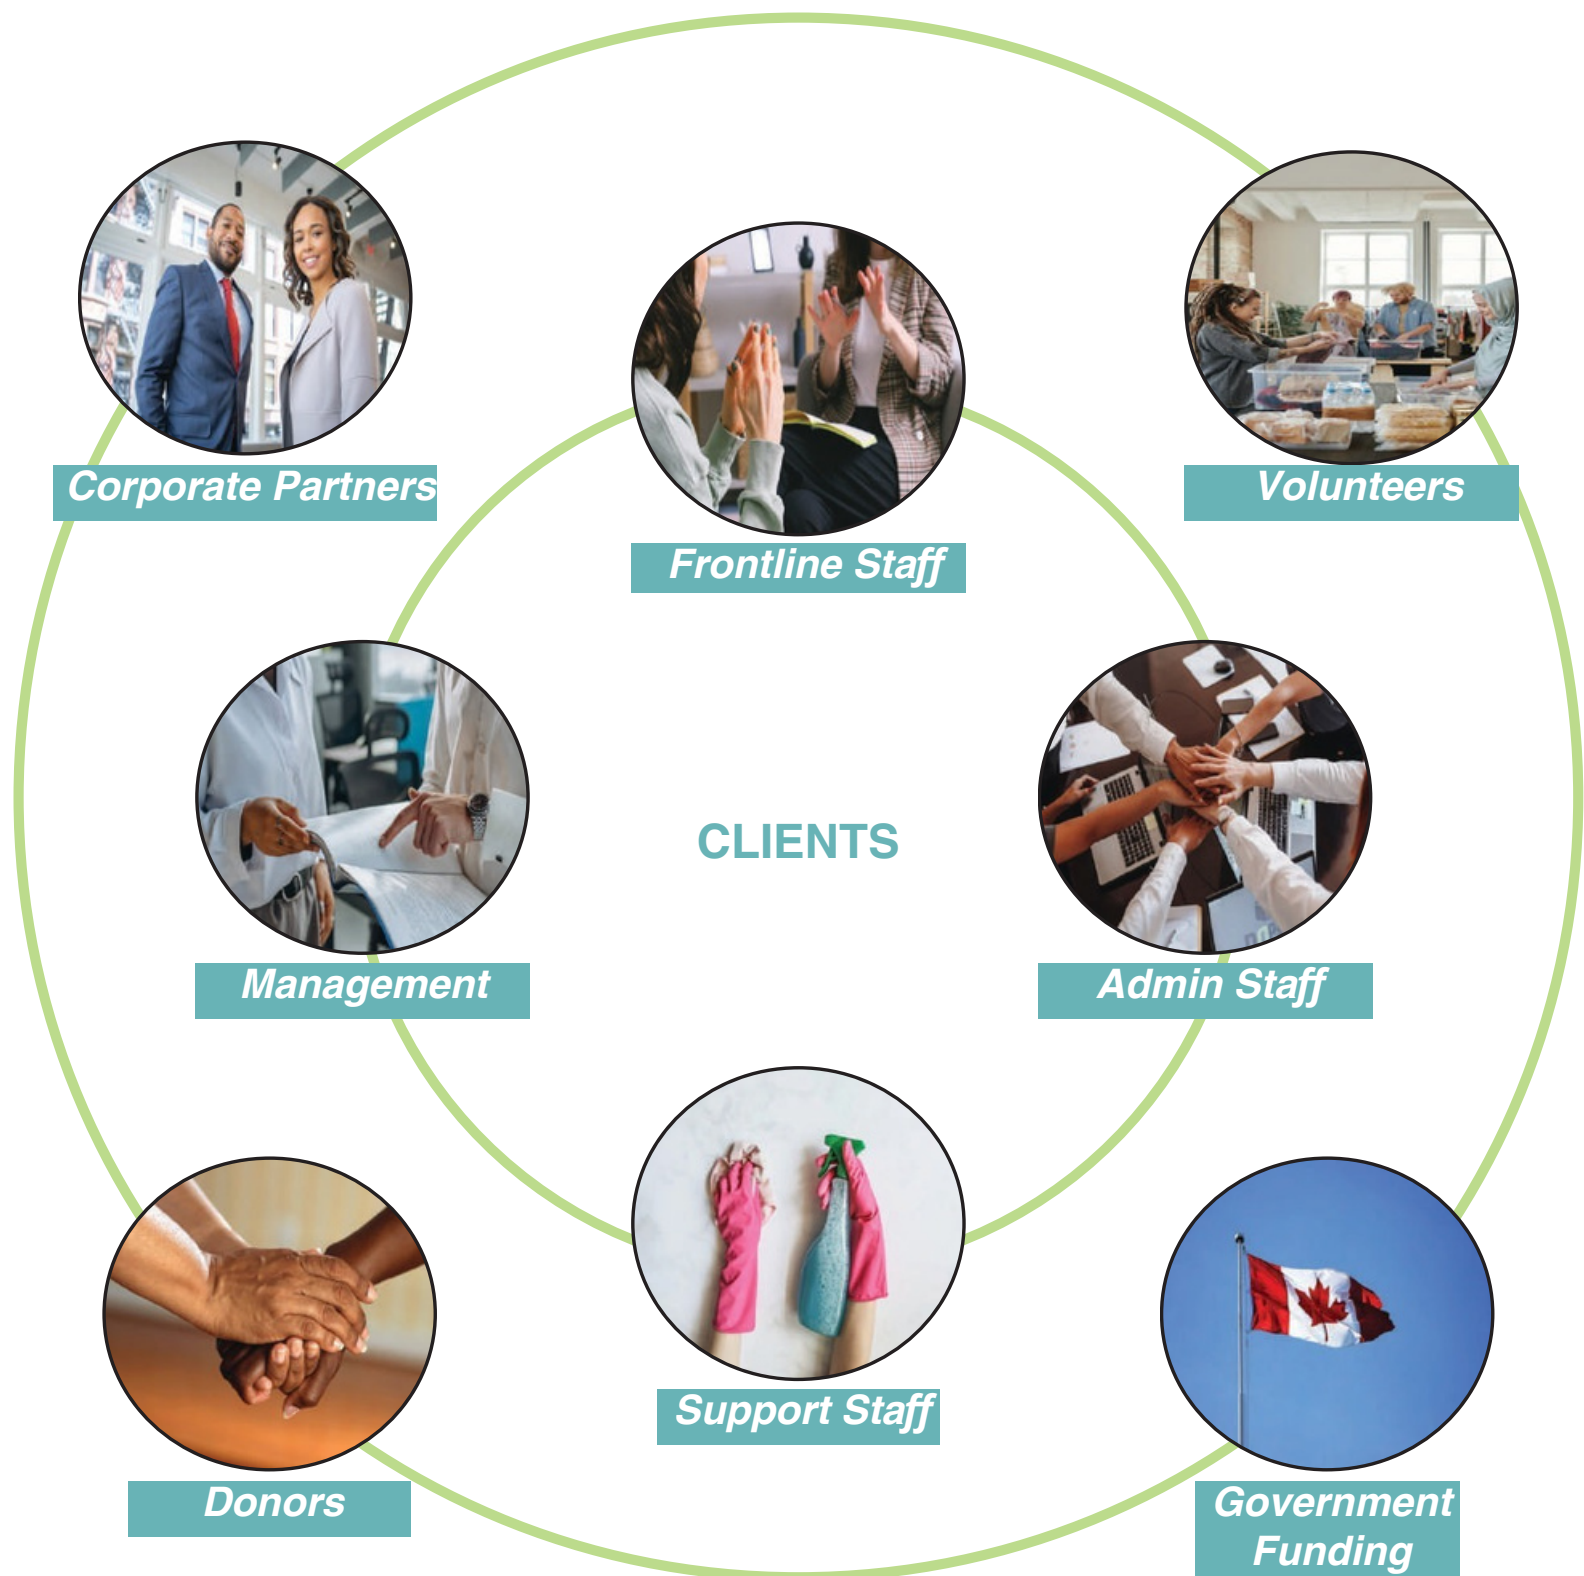 Corporate Partners
Volunteers
Frontline Staff
Management
CLIENTS
Admin Staff
Support Staff
Donors
Government
Funding